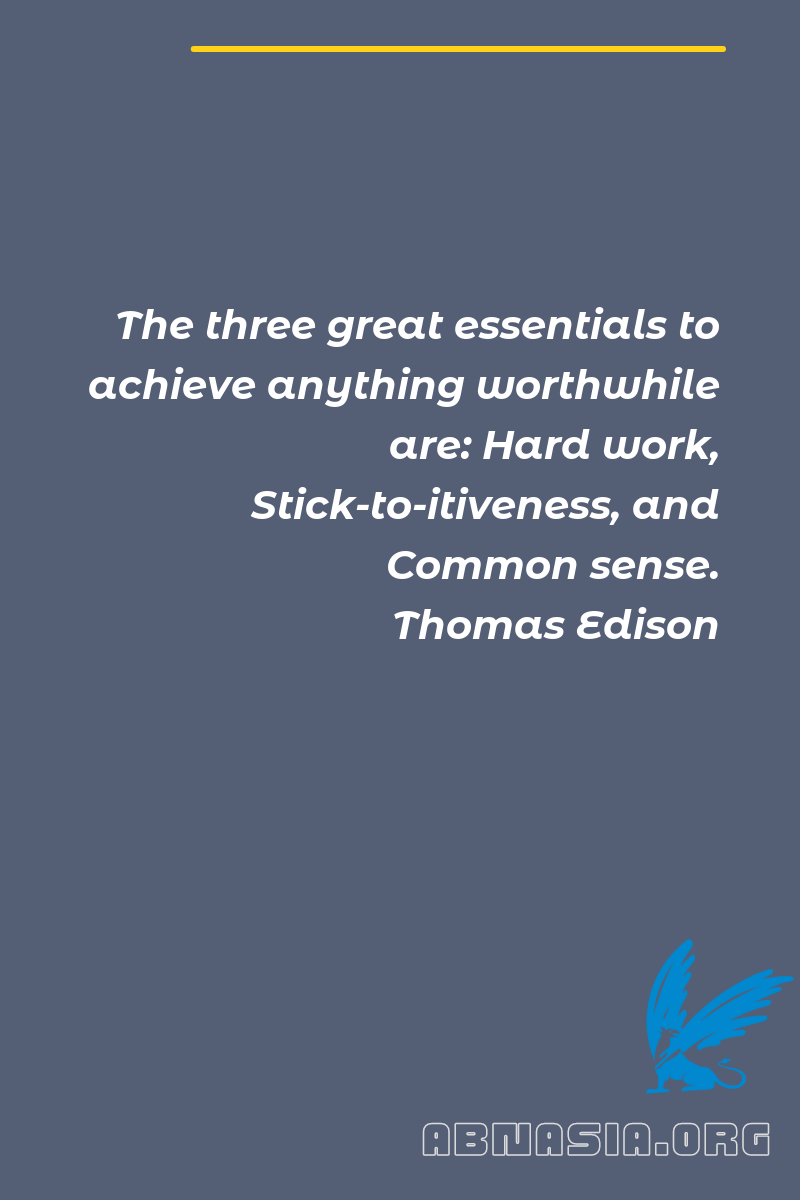 The three great essentials to
achieve anything worthwhile
are: Hard work,
Stick-to-itiveness, and
Common sense.
Thomas Edison
ABNASIA.ORG